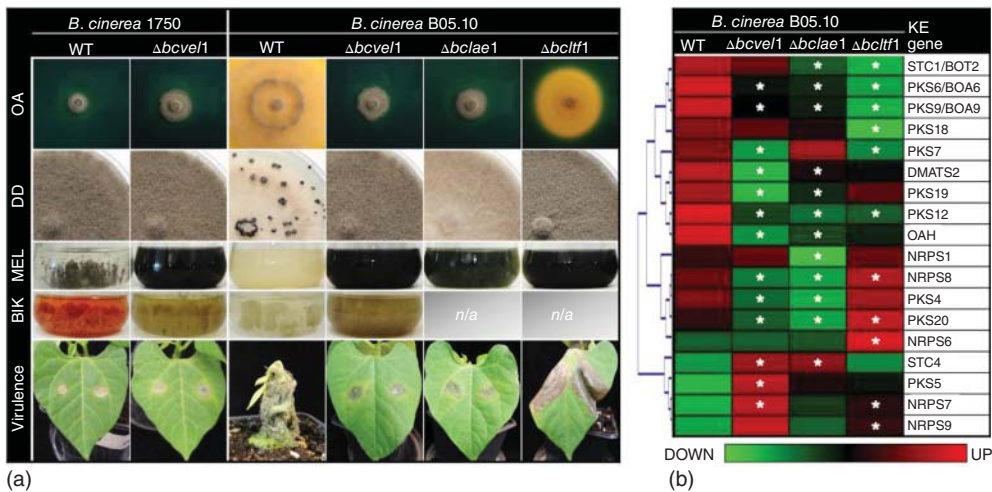 B. cinerea 1750
B. cinerea B05.10
WT
Δbcvel1
WT
Δbcvel1
Δbclae1
Δbcltf1
OA
DD
MEL
BIK
n/a
n/a
Virulence
(a)
B. cinerea B05.10
KE
gene
WT
Δbcvel1
Δbclae1
Δbcltf1
* * STC1/BOT2
* * * PKS6/BOA6
* * * PKS9/BOA9
* PKS18
* * PKS7
* * DMATS2
* * PKS19
* * * PKS12
* * OAH
* NRPS1
* * * NRPS8
* * PKS4
* * * PKS20
* NRPS6
* * STC4
* PKS5
* * NRPS7
* NRPS9
DOWN
UP
(b)